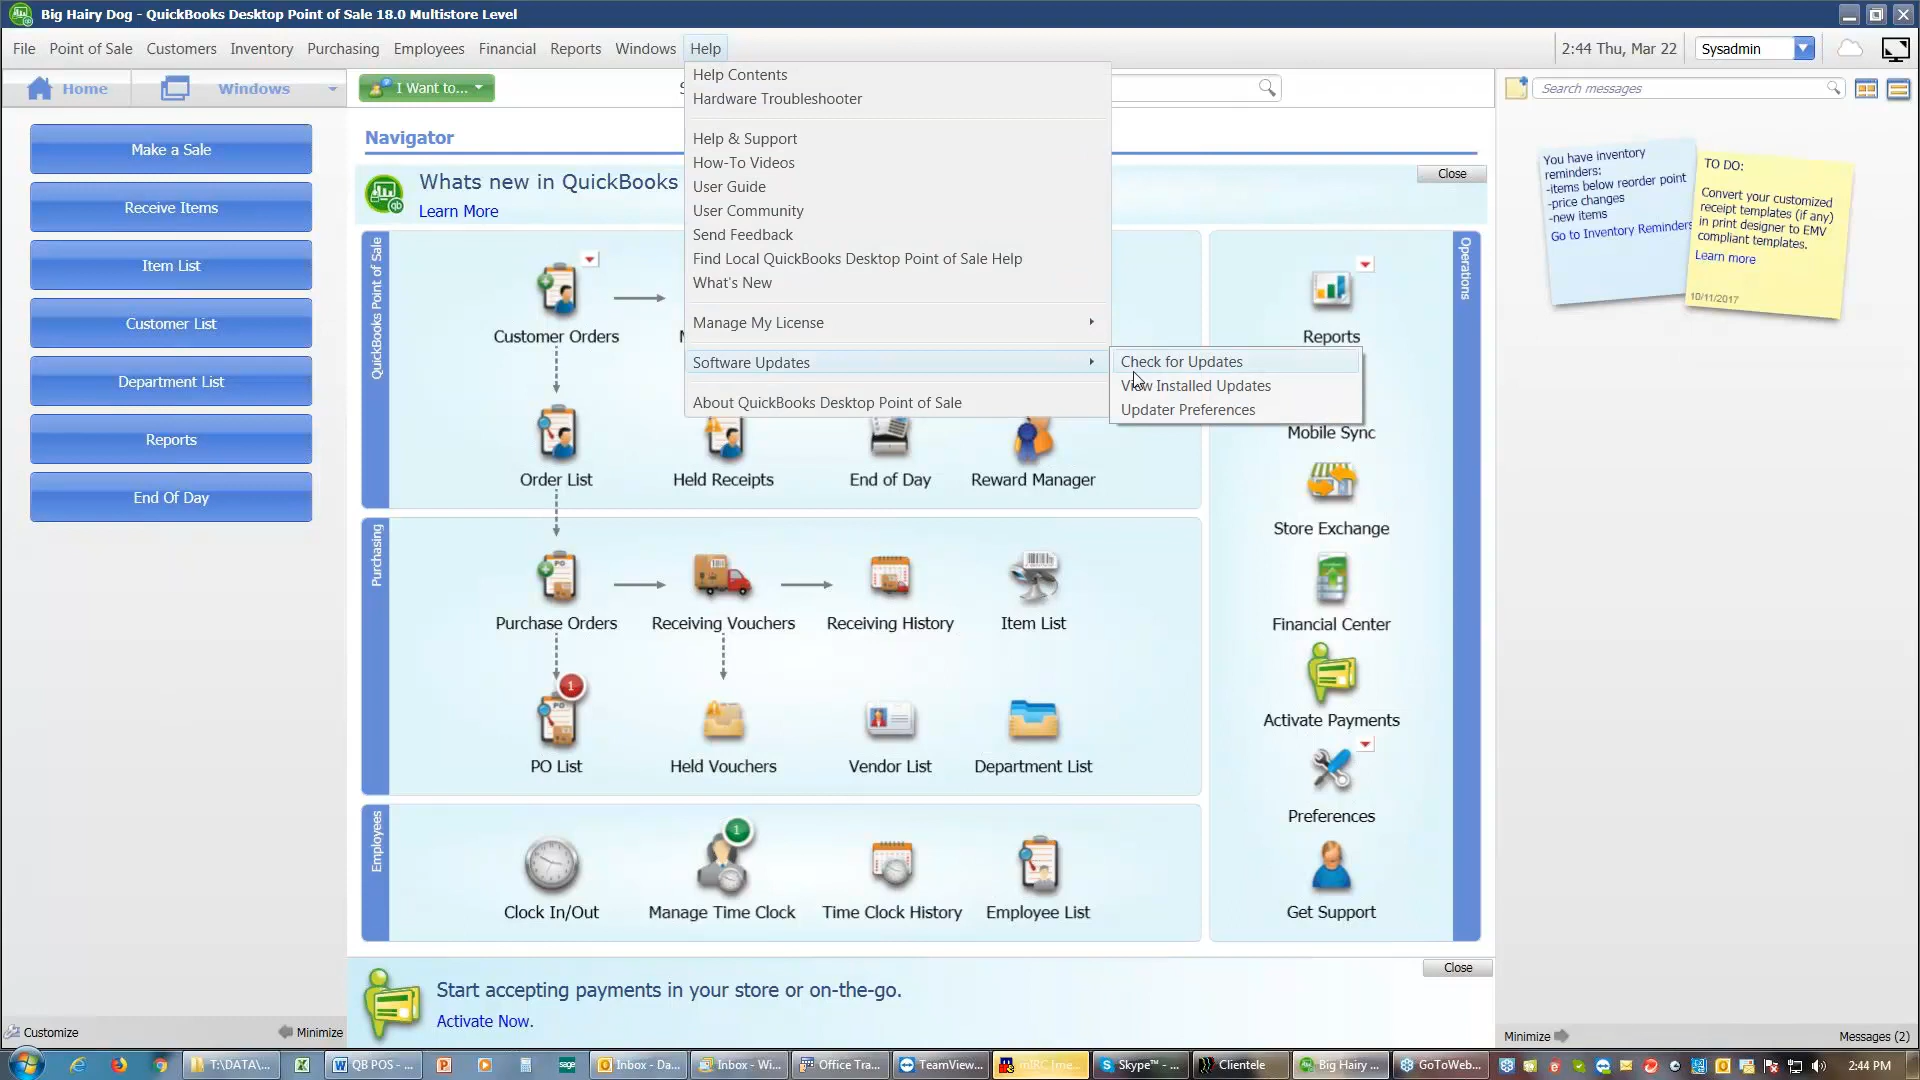 Big Hairy Dog - QuickBooks Desktop Point of Sale 18.0 Multistore Level
File Point of Sale Customers Inventory Purchasing Employees Financial Reports Windows Help
2:44 Thu, Mar 22 Sysadmin
Home Windows I Want to...
Search messages
Help Contents
Hardware Troubleshooter
Help & Support
How-To Videos
User Guide
User Community
Send Feedback
Find Local QuickBooks Desktop Point of Sale Help
What's New
Manage My License
Software Updates
About QuickBooks Desktop Point of Sale
Check for Updates
View Installed Updates
Updater Preferences
Make a Sale
Receive Items
Item List
Customer List
Department List
Reports
End Of Day
Navigator
Whats new in QuickBooks
Learn More
Close
QuickBooks Point of Sale
Customer Orders
Order List
Held Receipts
End of Day
Reward Manager
Purchasing
Purchase Orders
Receiving Vouchers
Receiving History
Item List
PO List
1
Held Vouchers
Vendor List
Department List
Employees
Clock In/Out
1
Manage Time Clock
Time Clock History
Employee List
Operations
Reports
Mobile Sync
Store Exchange
Financial Center
Activate Payments
Preferences
Get Support
You have inventory
reminders:
-items below reorder point
-price changes
-new items
Go to Inventory Reminders
TO DO:
Convert your customized
receipt templates (if any)
in print designer to EMV
compliant templates.
Learn more
10/11/2017
Start accepting payments in your store or on-the-go.
Activate Now.
Close
Customize Minimize
Minimize Messages (2)
T:\DATA\... QB POS - ... sage Inbox - Da... Inbox - Wi... Office Tra... TeamView... mIRC [me... Skype™ - ... Clientele Big Hairy ... GoToWeb... 2:44 PM